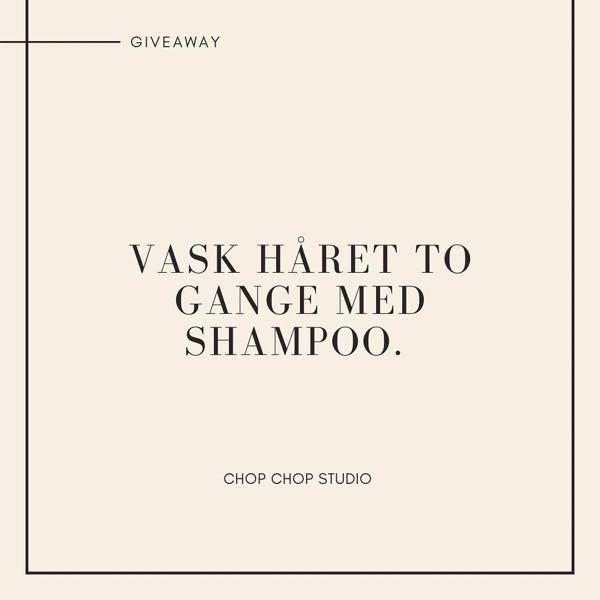 GIVEAWAY
VASK HÅRET TO
GANGE MED
SHAMPOO.
CHOP CHOP STUDIO